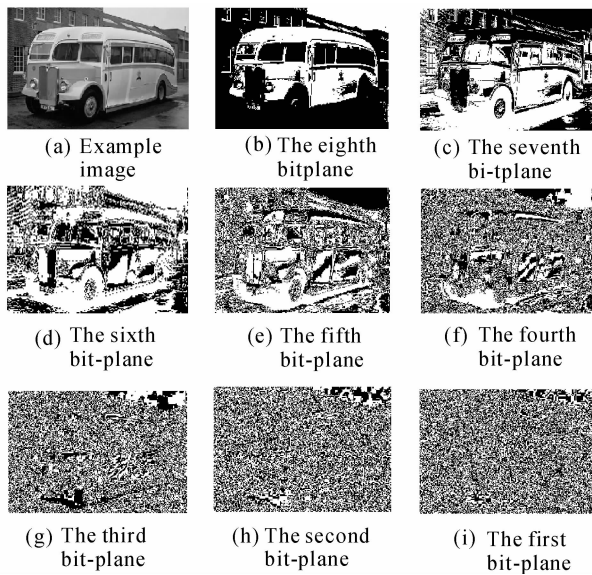 (a) Example
image
(b) The eighth
bitplane
(c) The seventh
bi-tplane
(d) The sixth
bit-plane
(e) The fifth
bit-plane
(f) The fourth
bit-plane
(g) The third
bit-plane
(h) The second
bit-plane
(i) The first
bit-plane